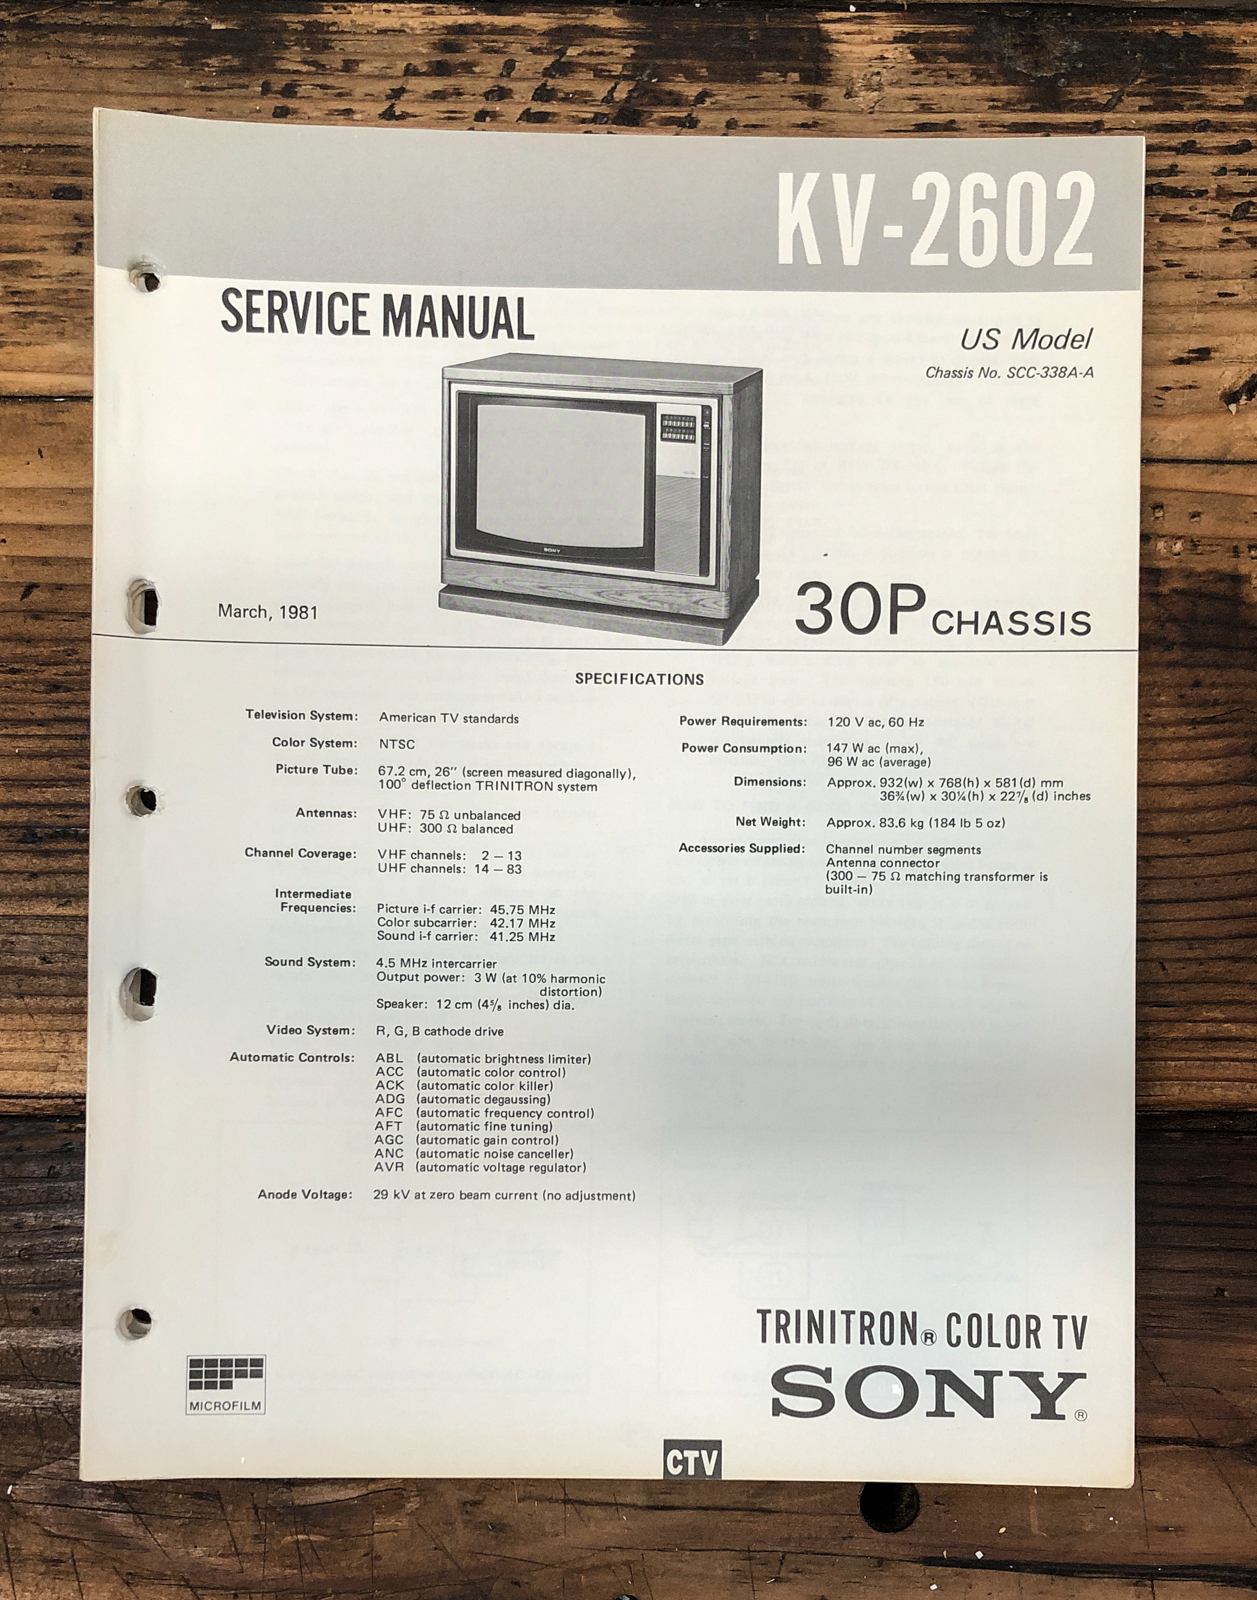 KV-2602
SERVICE MANUAL
US Model
Chassis No. SCC-338A-A
SONY
March, 1981
30P CHASSIS
SPECIFICATIONS
Television System: American TV standards
Color System: NTSC
Picture Tube: 67.2 cm, 26" (screen measured diagonally),
100° deflection TRINITRON system
Antennas: VHF: 75 Ω unbalanced
UHF: 300 Ω balanced
Channel Coverage: VHF channels: 2 – 13
UHF channels: 14 – 83
Intermediate
Frequencies: Picture i-f carrier: 45.75 MHz
Color subcarrier: 42.17 MHz
Sound i-f carrier: 41.25 MHz
Sound System: 4.5 MHz intercarrier
Output power: 3 W (at 10% harmonic
distortion)
Speaker: 12 cm (4⅝ inches) dia.
Video System: R, G, B cathode drive
Automatic Controls: ABL (automatic brightness limiter)
ACC (automatic color control)
ACK (automatic color killer)
ADG (automatic degaussing)
AFC (automatic frequency control)
AFT (automatic fine tuning)
AGC (automatic gain control)
ANC (automatic noise canceller)
AVR (automatic voltage regulator)
Anode Voltage: 29 kV at zero beam current (no adjustment)
Power Requirements: 120 V ac, 60 Hz
Power Consumption: 147 W ac (max),
96 W ac (average)
Dimensions: Approx. 932(w) x 768(h) x 581(d) mm
36¾(w) x 30¼(h) x 22⅞(d) inches
Net Weight: Approx. 83.6 kg (184 lb 5 oz)
Accessories Supplied: Channel number segments
Antenna connector
(300 – 75 Ω matching transformer is
built-in)
TRINITRON® COLOR TV
SONY®
MICROFILM
CTV